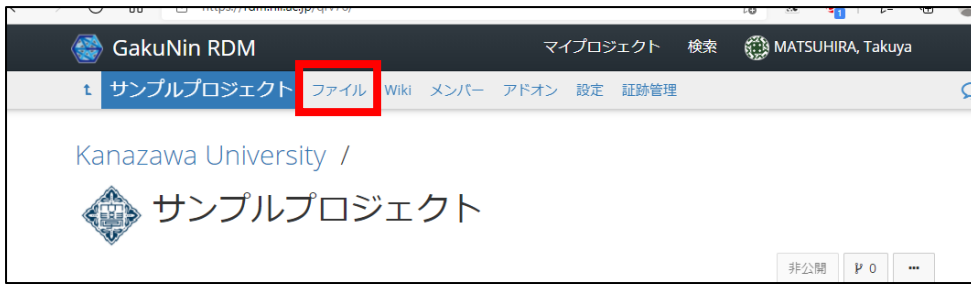 GakuNin RDM マイプロジェクト 検索 MATSUHIRA, Takuya
サンプルプロジェクト ファイル Wiki メンバー アドオン 設定 証跡管理
Kanazawa University /
サンプルプロジェクト
非公開 0 ...